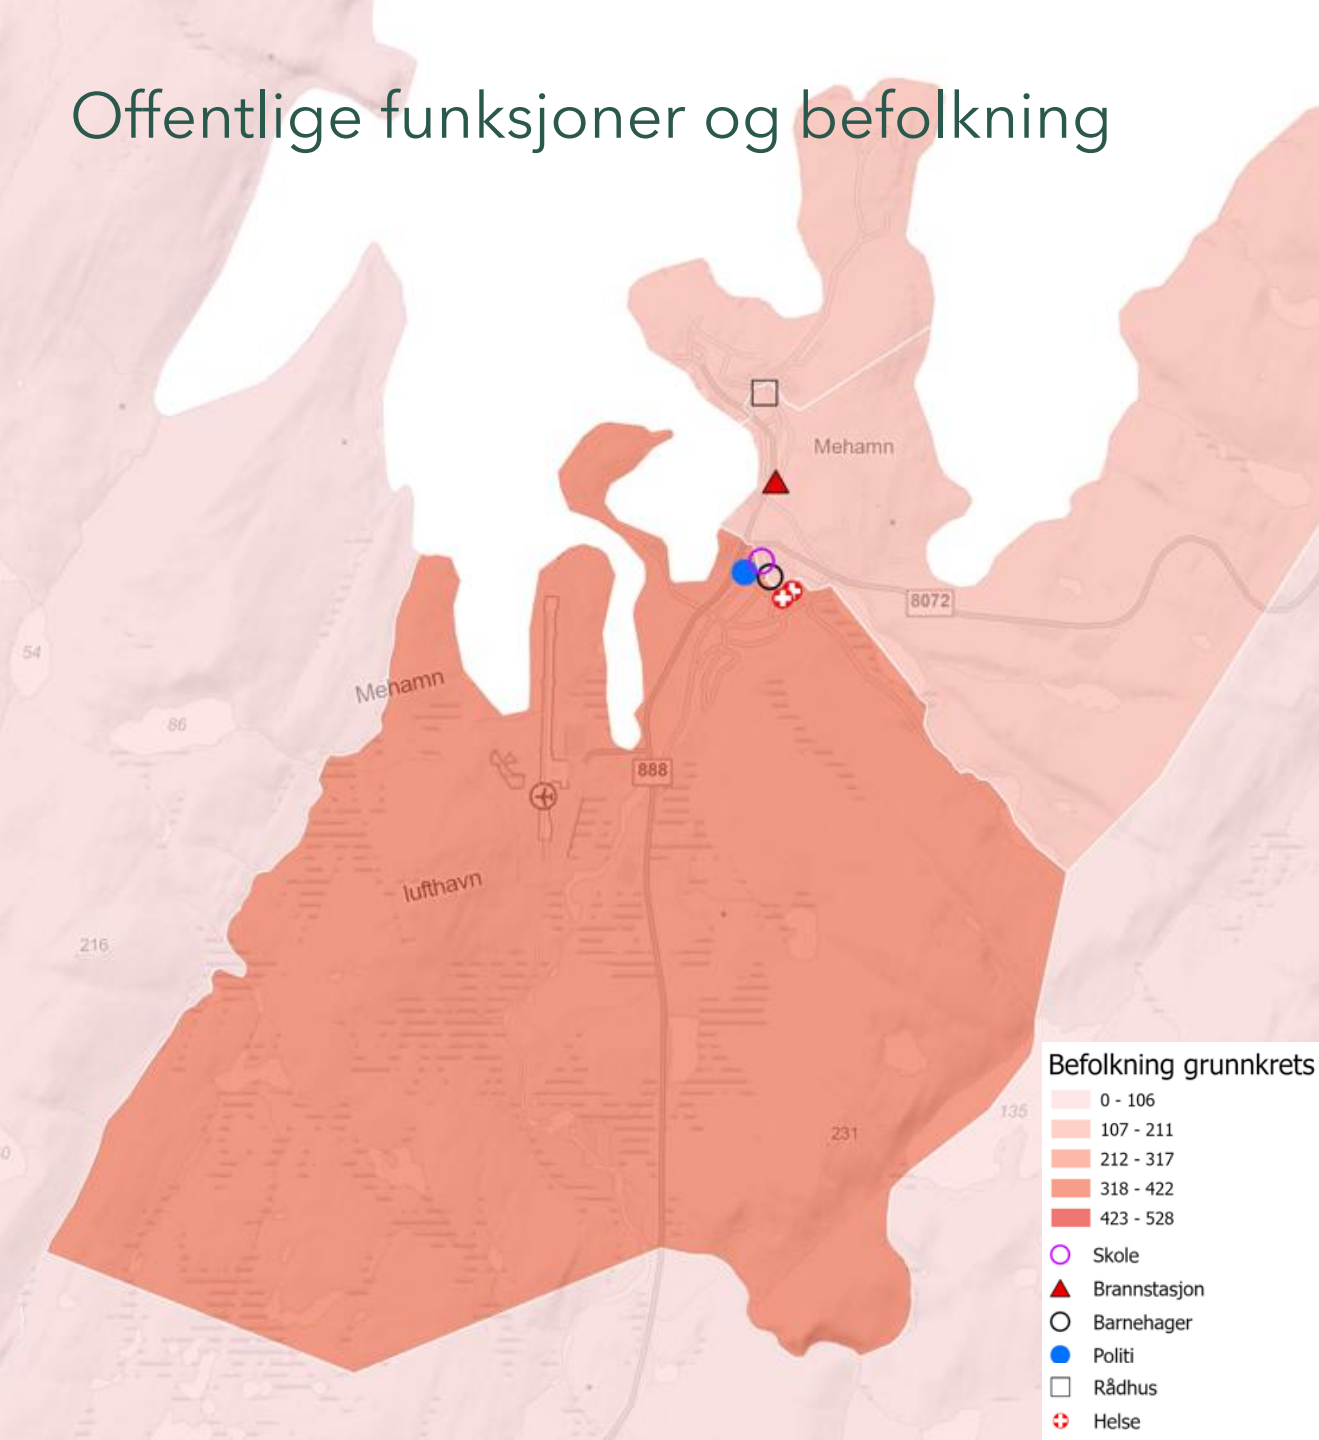 Offentlige funksjoner og befolkning
Mehamn
8072
54
Mehamn
86
888
lufthavn
216
231
135
Befolkning grunnkrets
0 - 106
107 - 211
212 - 317
318 - 422
423 - 528
Skole
Brannstasjon
Barnehager
Politi
Rådhus
Helse